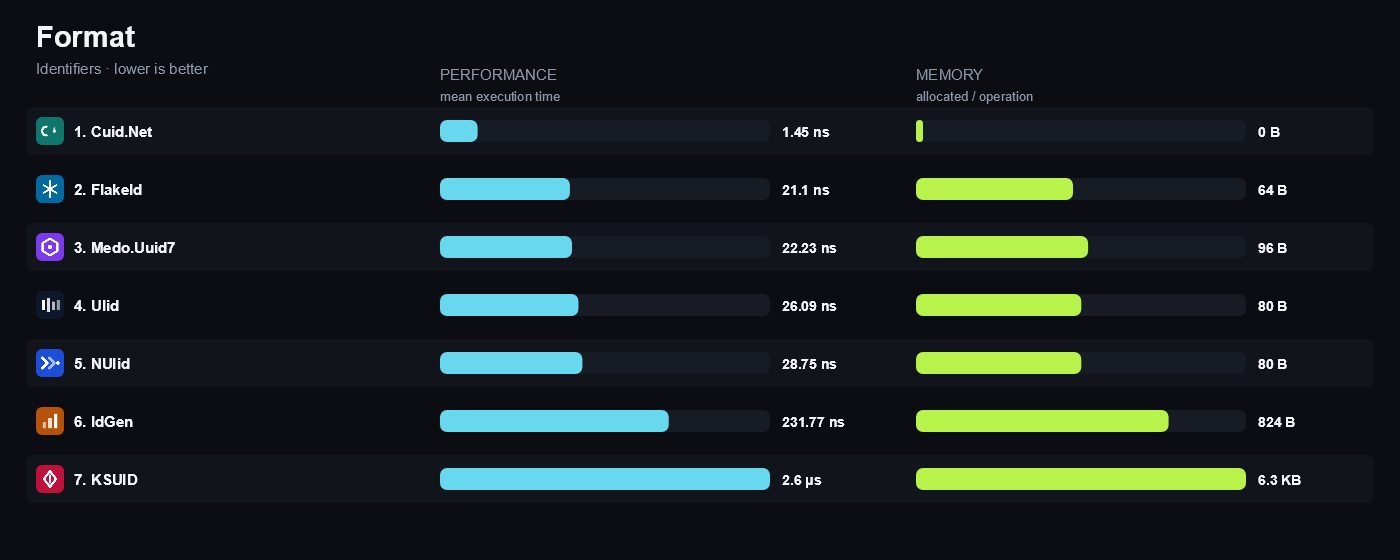 Format
Identifiers · lower is better
PERFORMANCE
mean execution time
MEMORY
allocated / operation
1. Cuid.Net 1.45 ns 0 B
2. FlakeId 21.1 ns 64 B
3. Medo.Uuid7 22.23 ns 96 B
4. Ulid 26.09 ns 80 B
5. NUlid 28.75 ns 80 B
6. IdGen 231.77 ns 824 B
7. KSUID 2.6 µs 6.3 KB